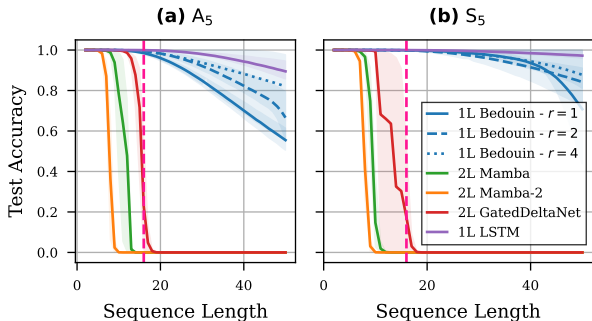 (a) A5
(b) S5
Test Accuracy
1.0
0.8
0.6
0.4
0.2
0.0
0
20
40
0
20
40
Sequence Length
Sequence Length
1L Bedouin - r = 1
1L Bedouin - r = 2
1L Bedouin - r = 4
2L Mamba
2L Mamba-2
2L GatedDeltaNet
1L LSTM